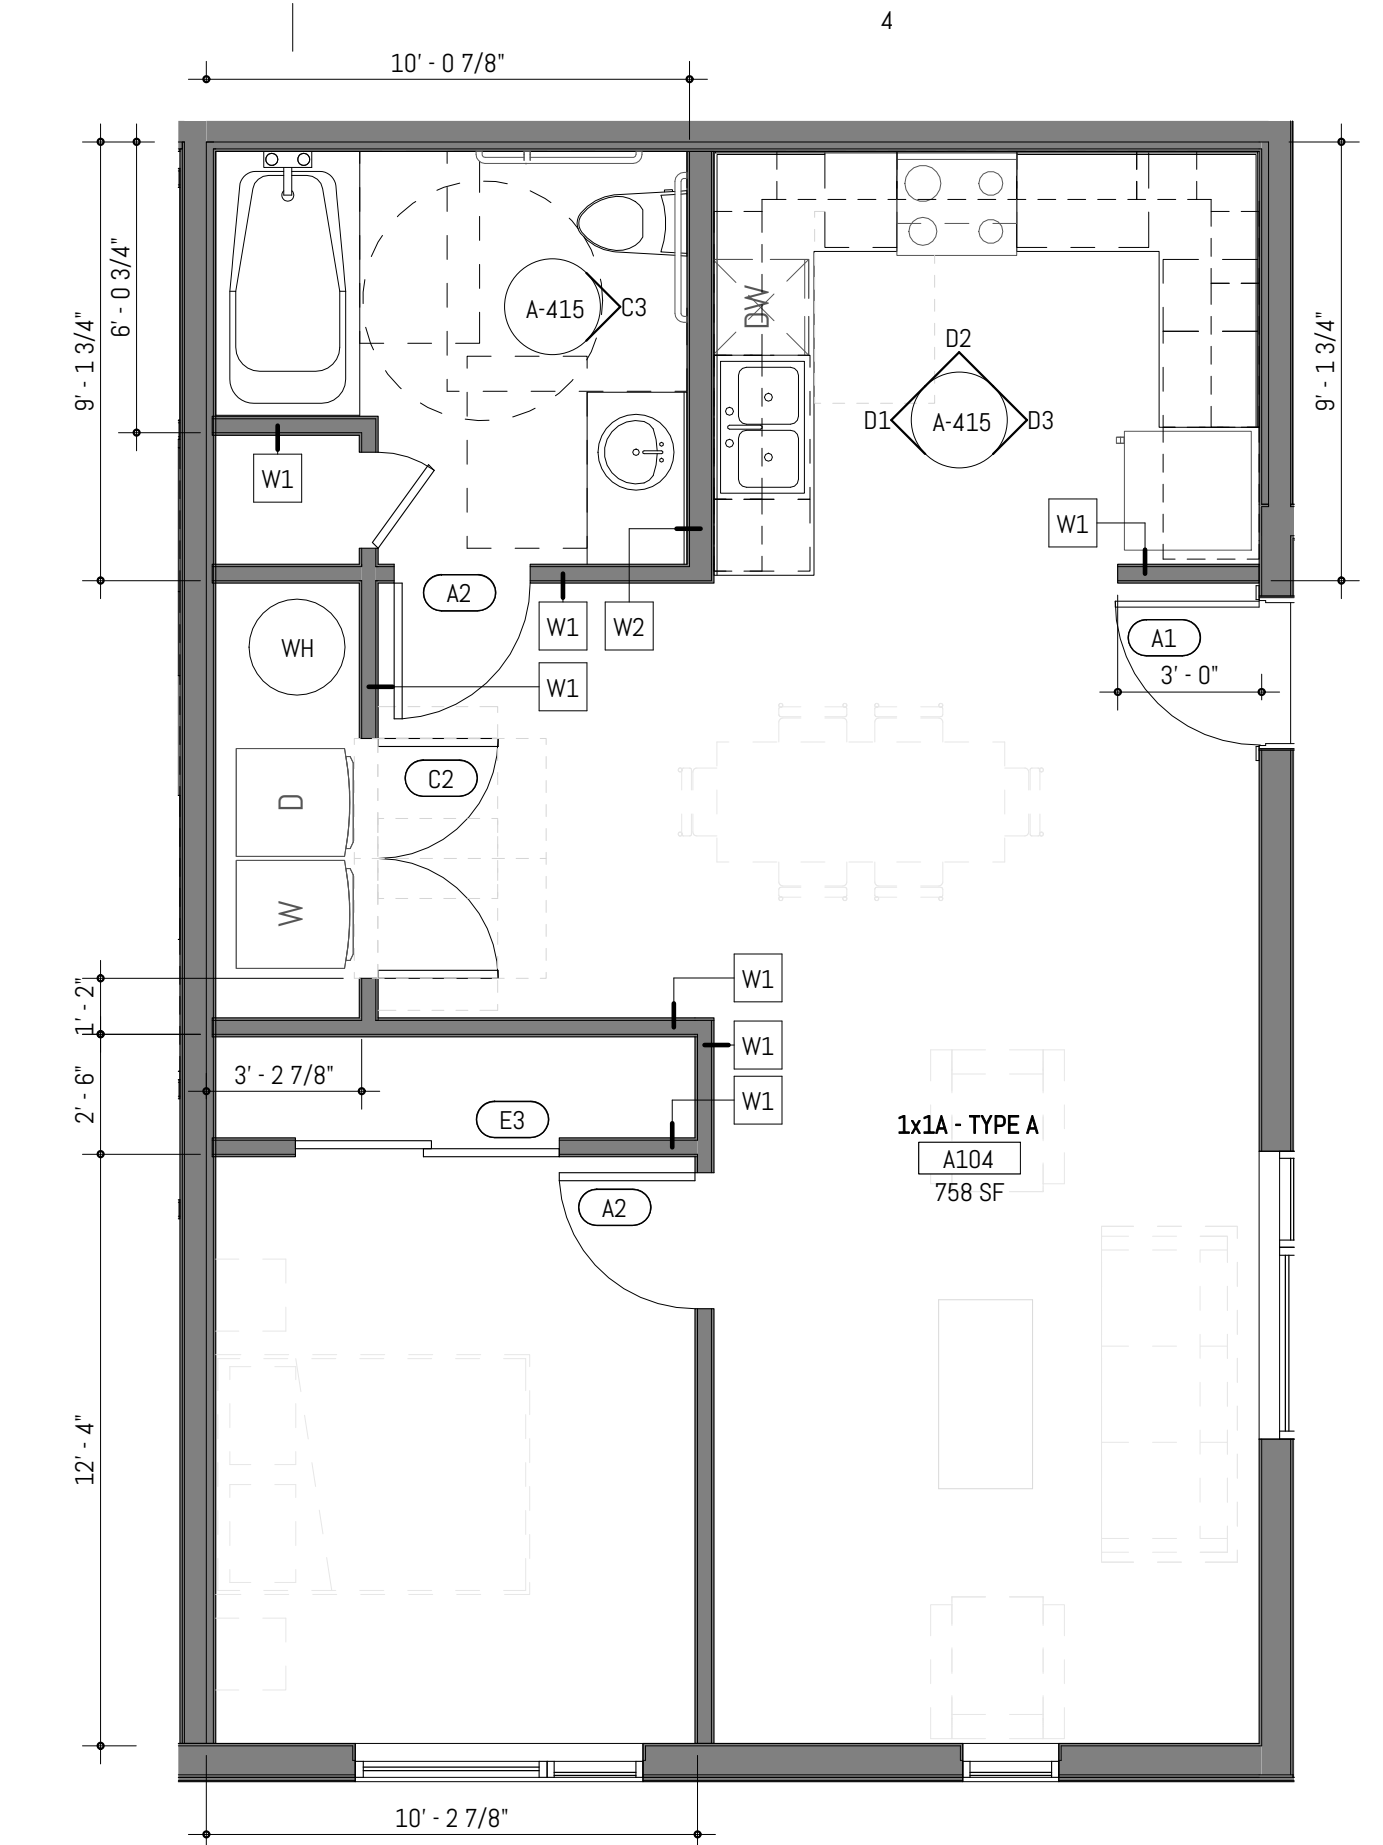 4
10' - 0 7/8"
6' - 0 3/4"
9' - 1 3/4"
9' - 1 3/4"
A-415
C3
DW
D2
D1
A-415
D3
W1
W1
A2
W1
W2
A1
WH
W1
3' - 0"
C2
D
W
W1
1' - 2"
W1
3' - 2 7/8"
2' - 6"
W1
E3
1x1A - TYPE A
A104
758 SF
A2
12' - 4"
10' - 2 7/8"